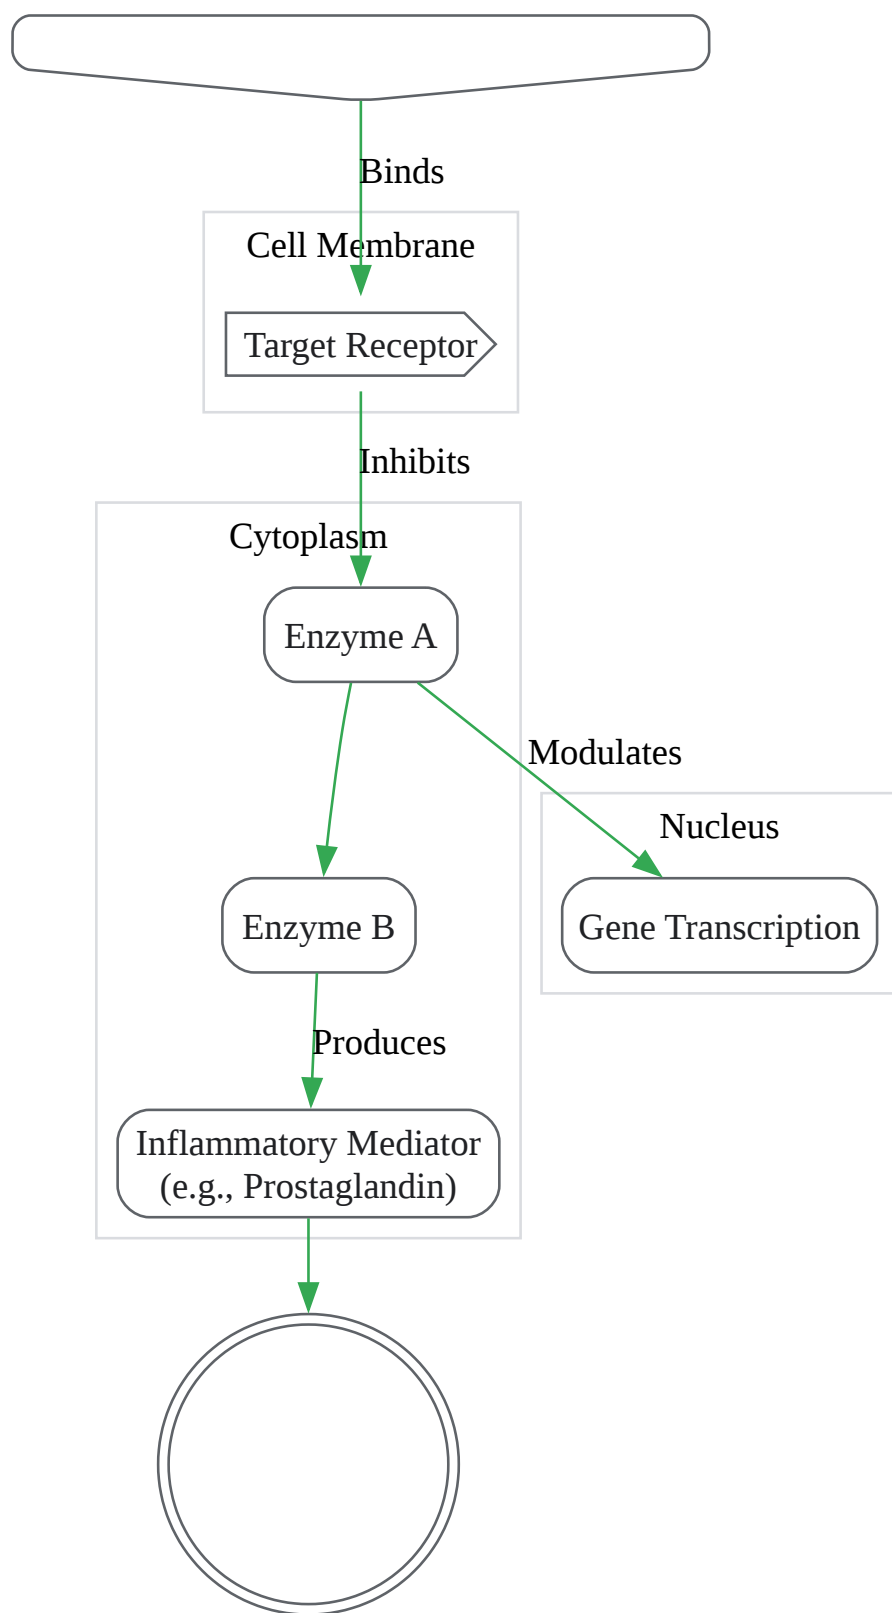 Binds
Cell Membrane
Target Receptor
Inhibits
Cytoplasm
Enzyme A
Modulates
Nucleus
Enzyme B
Gene Transcription
Produces
Inflammatory Mediator
(e.g., Prostaglandin)